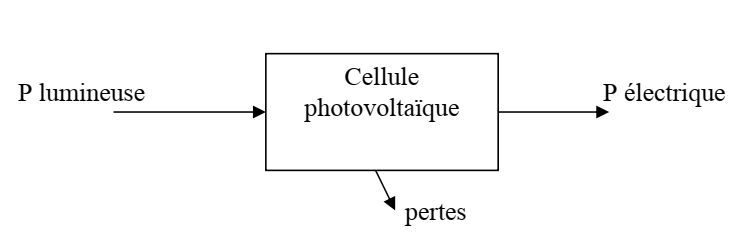 Cellule
photovoltaïque
P lumineuse
P électrique
pertes